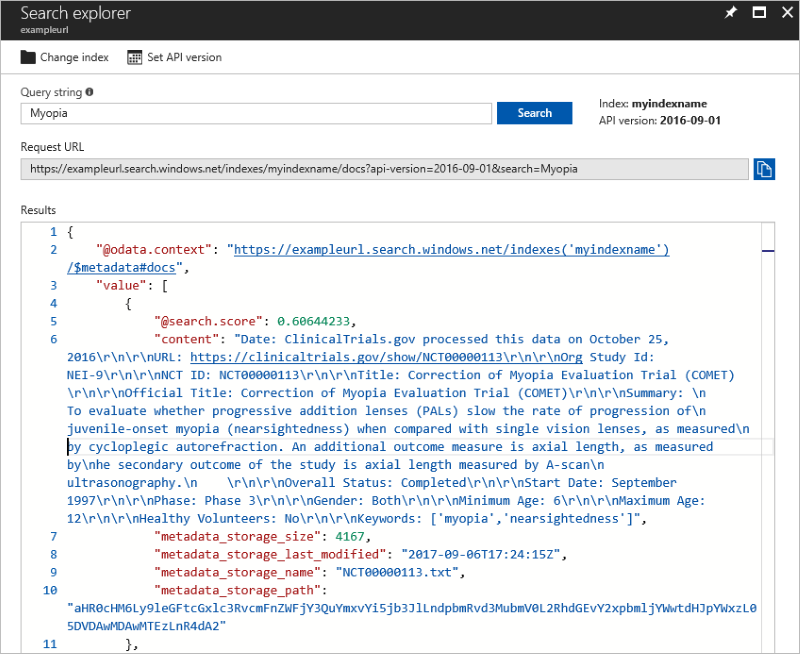 Search explorer
exampleurl
Change index
Set API version
Query string
Myopia
Search
Index: myindexname
API version: 2016-09-01
Request URL
https://exampleurl.search.windows.net/indexes/myindexname/docs?api-version=2016-09-01&search=Myopia
Results
1 {
2 "@odata.context": "https://exampleurl.search.windows.net/indexes('myindexname')
/$metadata#docs",
3 "value": [
4 {
5 "@search.score": 0.60644233,
6 "content": "Date: ClinicalTrials.gov processed this data on October 25,
2016\r\n\r\nURL: https://clinicaltrials.gov/show/NCT00000113\r\n\r\nOrg Study Id:
NEI-9\r\n\r\nNCT ID: NCT00000113\r\n\r\nTitle: Correction of Myopia Evaluation Trial (COMET)
\r\n\r\nOfficial Title: Correction of Myopia Evaluation Trial (COMET)\r\n\r\nSummary: \n
To evaluate whether progressive addition lenses (PALs) slow the rate of progression of\n
juvenile-onset myopia (nearsightedness) when compared with single vision lenses, as measured\n
by cycloplegic autorefraction. An additional outcome measure is axial length, as measured
by\nhe secondary outcome of the study is axial length measured by A-scan\n
ultrasonography.\n \r\n\r\nOverall Status: Completed\r\n\r\nStart Date: September
1997\r\n\r\nPhase: Phase 3\r\n\r\nGender: Both\r\n\r\nMinimum Age: 6\r\n\r\nMaximum Age:
12\r\n\r\nHealthy Volunteers: No\r\n\r\nKeywords: ['myopia','nearsightedness']",
7 "metadata_storage_size": 4167,
8 "metadata_storage_last_modified": "2017-09-06T17:24:15Z",
9 "metadata_storage_name": "NCT00000113.txt",
10 "metadata_storage_path":
"aHR0cHM6Ly9leGFtcGxlc3RvcmFnZWFjY3QuYmxvYi5jb3JlLndpbmRvd3MubmV0L2RhdGEvY2xpbmljYWwtdHJpYWxzL0
5DVDAwMDAwMTEzLnR4dA2"
11 },